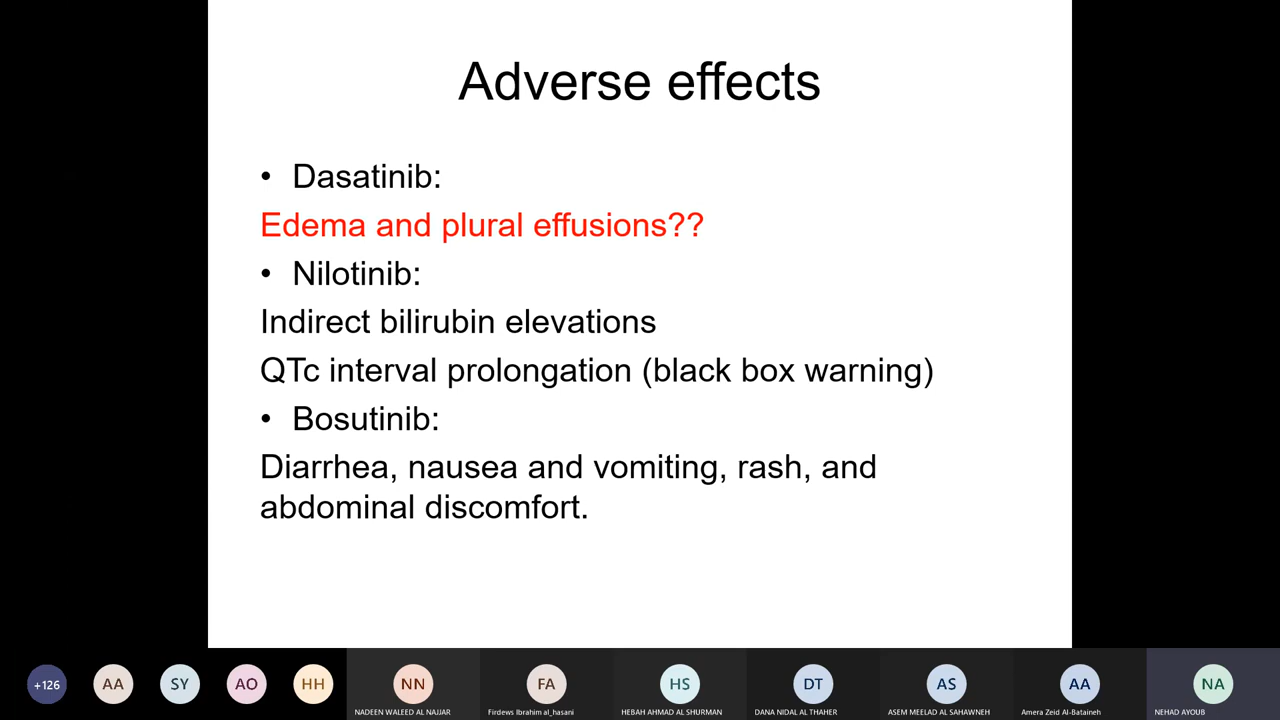 Adverse effects
• Dasatinib:
Edema and plural effusions??
• Nilotinib:
Indirect bilirubin elevations
QTc interval prolongation (black box warning)
• Bosutinib:
Diarrhea, nausea and vomiting, rash, and
abdominal discomfort.
+126 AA SY AO HH NN FA HS DT AS AA NA
NADEEN WALEED AL NAJJAR Firdews Ibrahim al_hasani HEBAH AHMAD AL SHURMAN DANA NIDAL AL THAHER ASEM MEELAD AL SAHAWNEH Amera Zeid Al-Bataineh NEHAD AYOUB